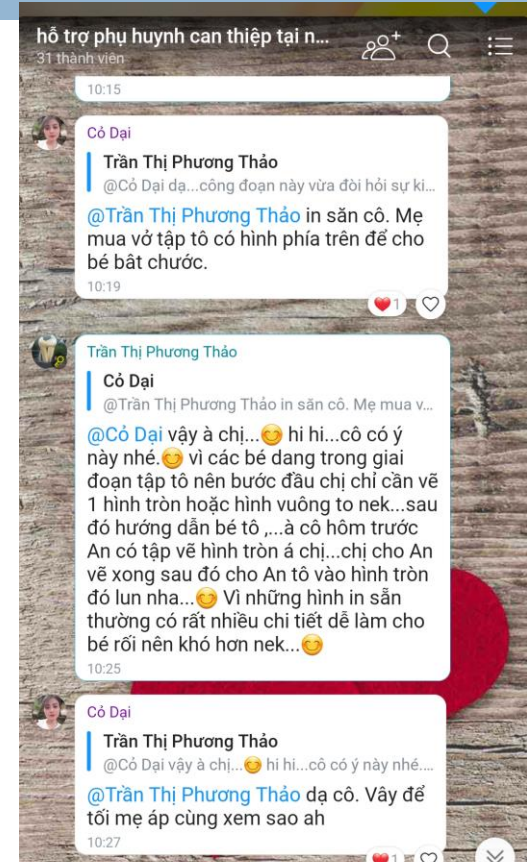 hỗ trợ phụ huynh can thiệp tại n...
31 thành viên
10:15
Cỏ Dại
Trần Thị Phương Thảo
@Cỏ Dại dạ...công đoạn này vừa đòi hỏi sự ki...
@Trần Thị Phương Thảo in săn cô. Mẹ
mua vở tập tô có hình phía trên để cho
bé bât chước.
10:19
1
Trần Thị Phương Thảo
Cỏ Dại
@Trần Thị Phương Thảo in săn cô. Mẹ mua v...
@Cỏ Dại vậy à chị...😊 hi hi...cô có ý
này nhé.😊 vì các bé dang trong giai
đoạn tập tô nên bước đầu chị chỉ cần vẽ
1 hình tròn hoặc hình vuông to nek...sau
đó hướng dẫn bé tô ,...à cô hôm trước
An có tập vẽ hình tròn á chị...chị cho An
vẽ xong sau đó cho An tô vào hình tròn
đó lun nha...😊 Vì những hình in sẵn
thường có rất nhiều chi tiết dễ làm cho
bé rối nên khó hơn nek...😊
10:25
Cỏ Dại
Trần Thị Phương Thảo
@Cỏ Dại vậy à chị...😊 hi hi...cô có ý này nhé....
@Trần Thị Phương Thảo dạ cô. Vây để
tối mẹ áp cùng xem sao ah
10:27
1